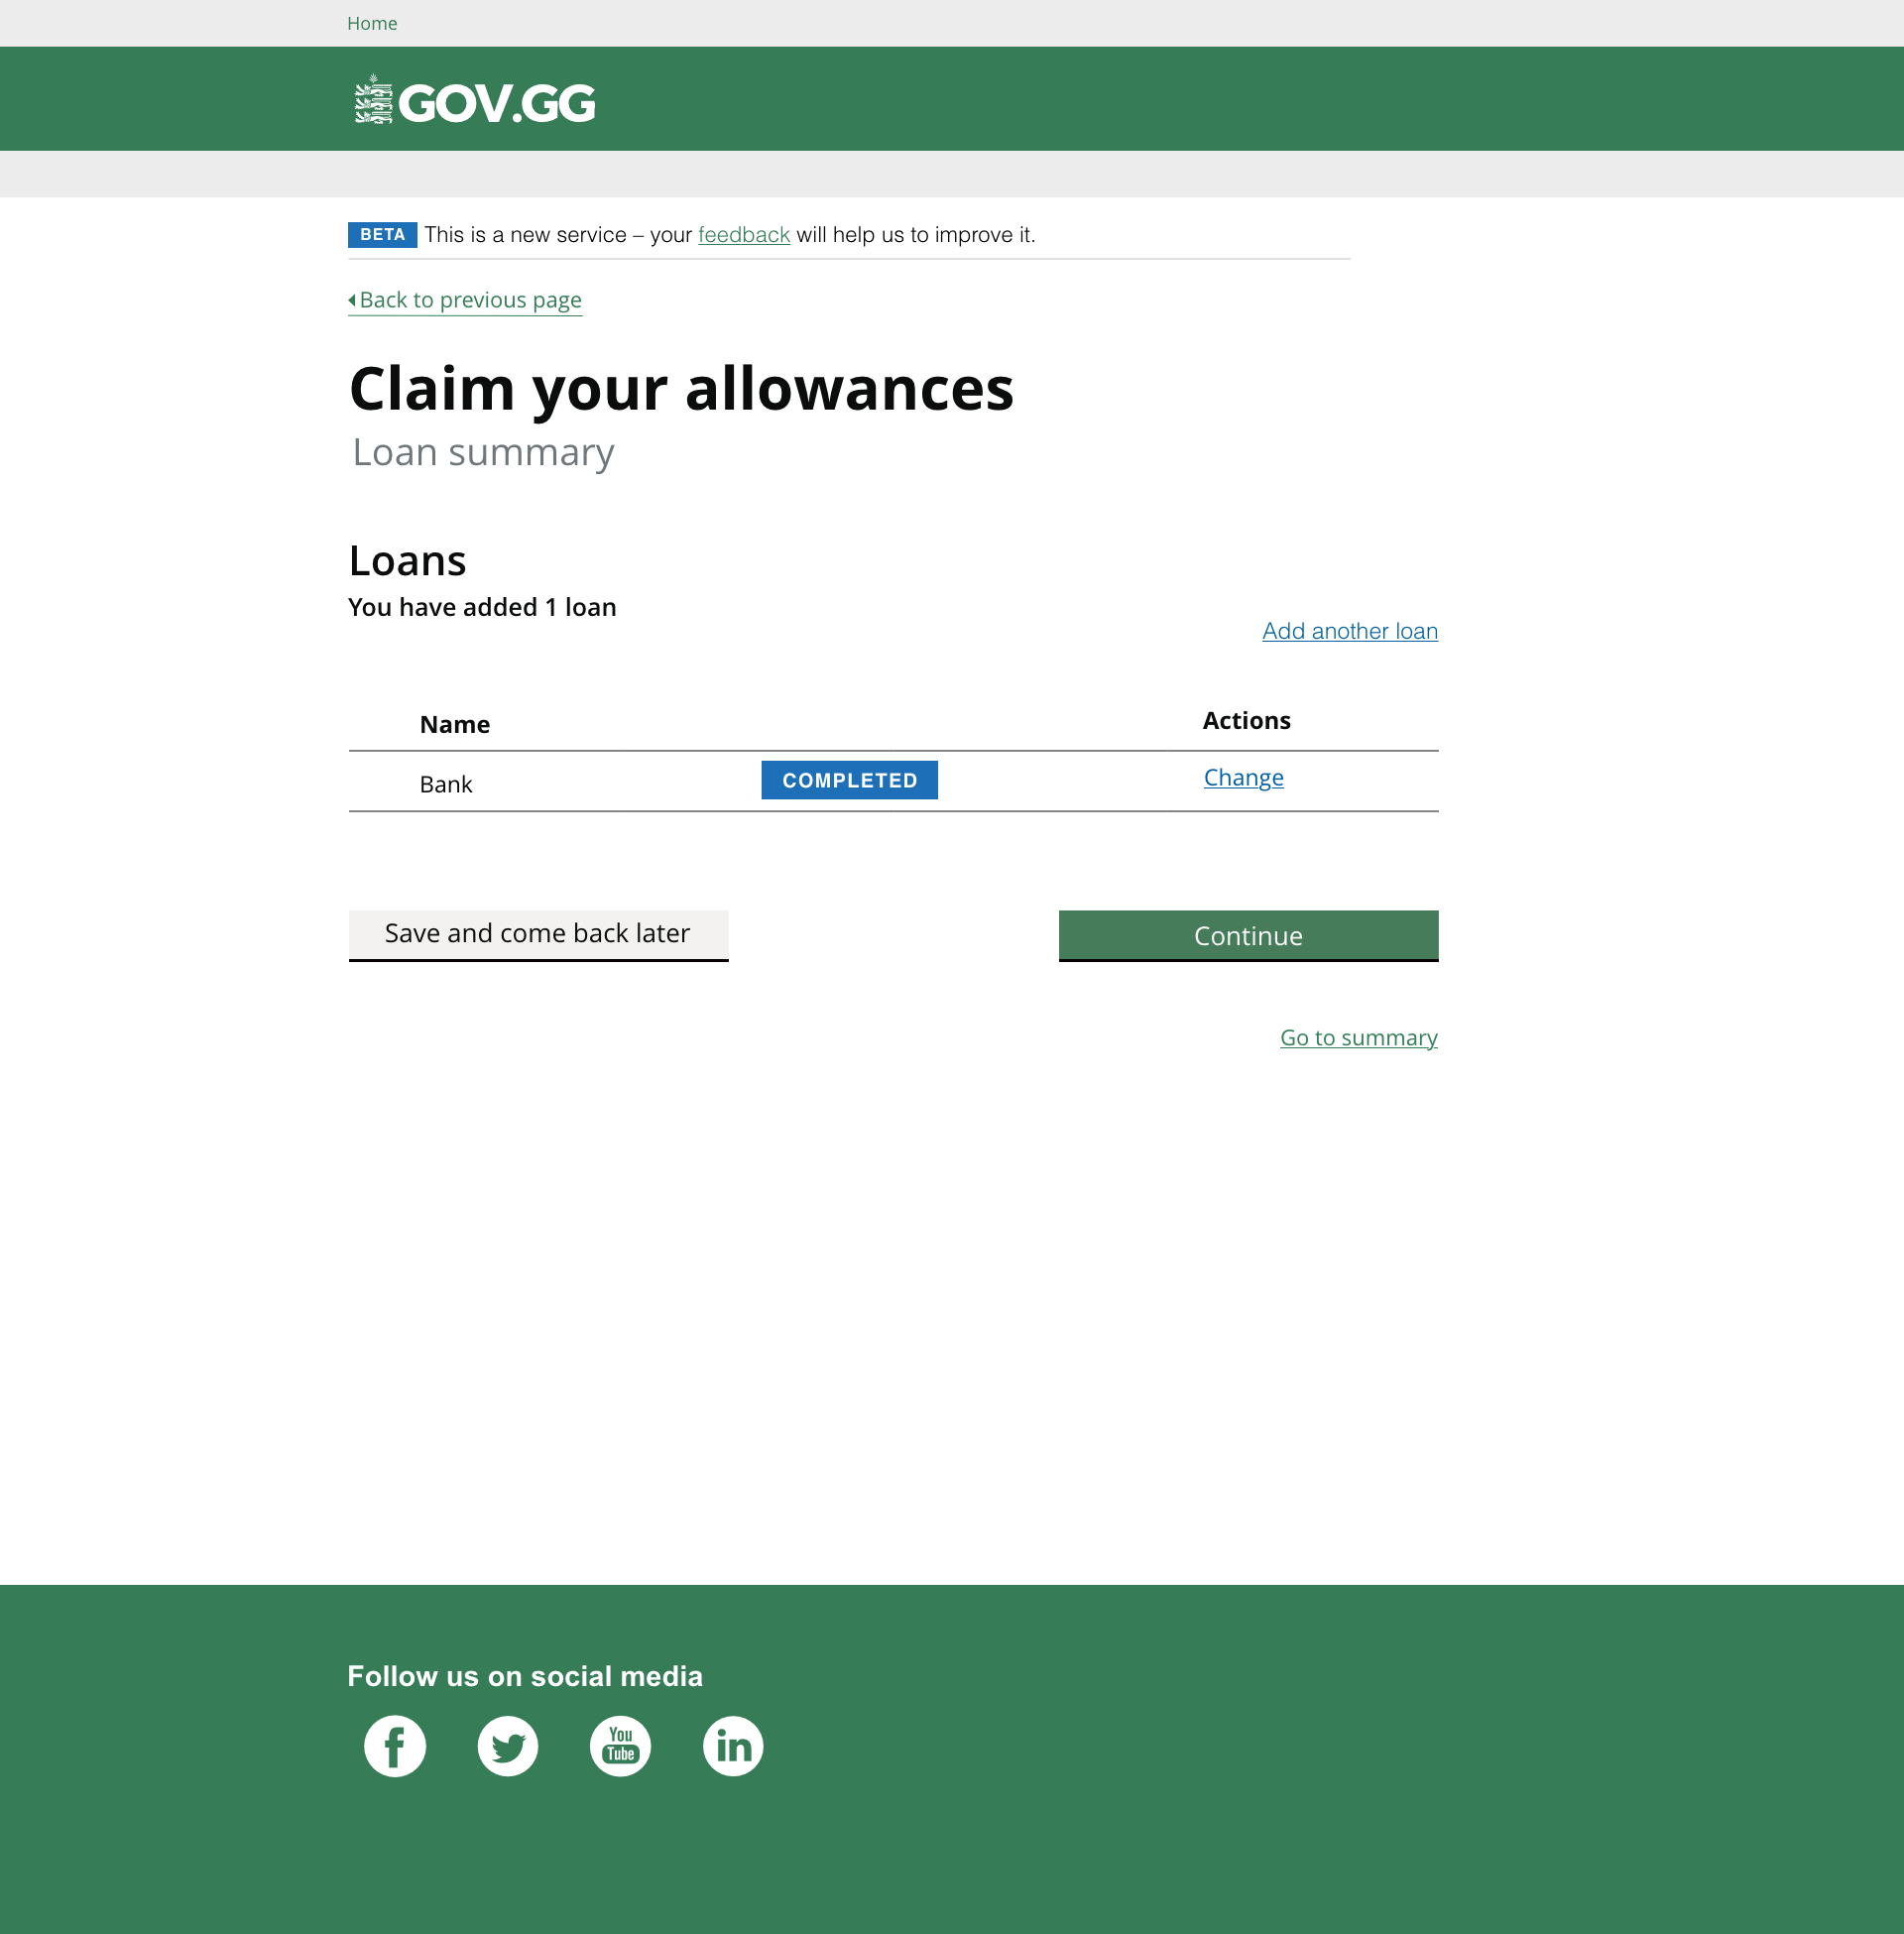 Home
GOV.GG
BETA This is a new service – your feedback will help us to improve it.
Back to previous page
Claim your allowances
Loan summary
Loans
You have added 1 loan
Add another loan
Name Actions
Bank COMPLETED Change
Save and come back later Continue
Go to summary
Follow us on social media
f You Tube in